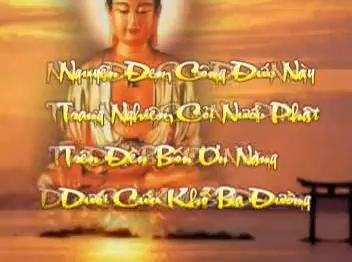 Nguyện Đem Công Đức Này
Trang Nghiêm Cõi Nước Phật
Trên Đền Bốn Ơn Nặng
Dưới Cứu Khổ Ba Đường